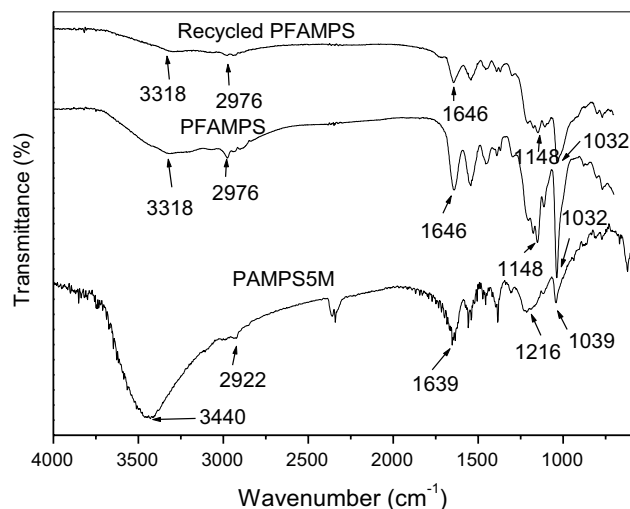 Recycled PFAMPS
3318
2976
1646
1148
1032
PFAMPS
3318
2976
1646
1148
1032
PAMPS5M
3440
2922
1639
1216
1039
Transmittance (%)
4000 3500 3000 2500 2000 1500 1000
Wavenumber (cm⁻¹)